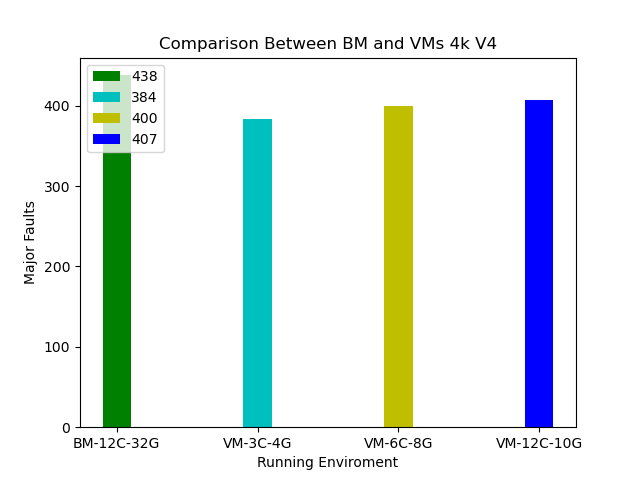 Comparison Between BM and VMs 4k V4
438
384
400
407
400
300
200
100
0
Major Faults
BM-12C-32G VM-3C-4G VM-6C-8G VM-12C-10G
Running Enviroment